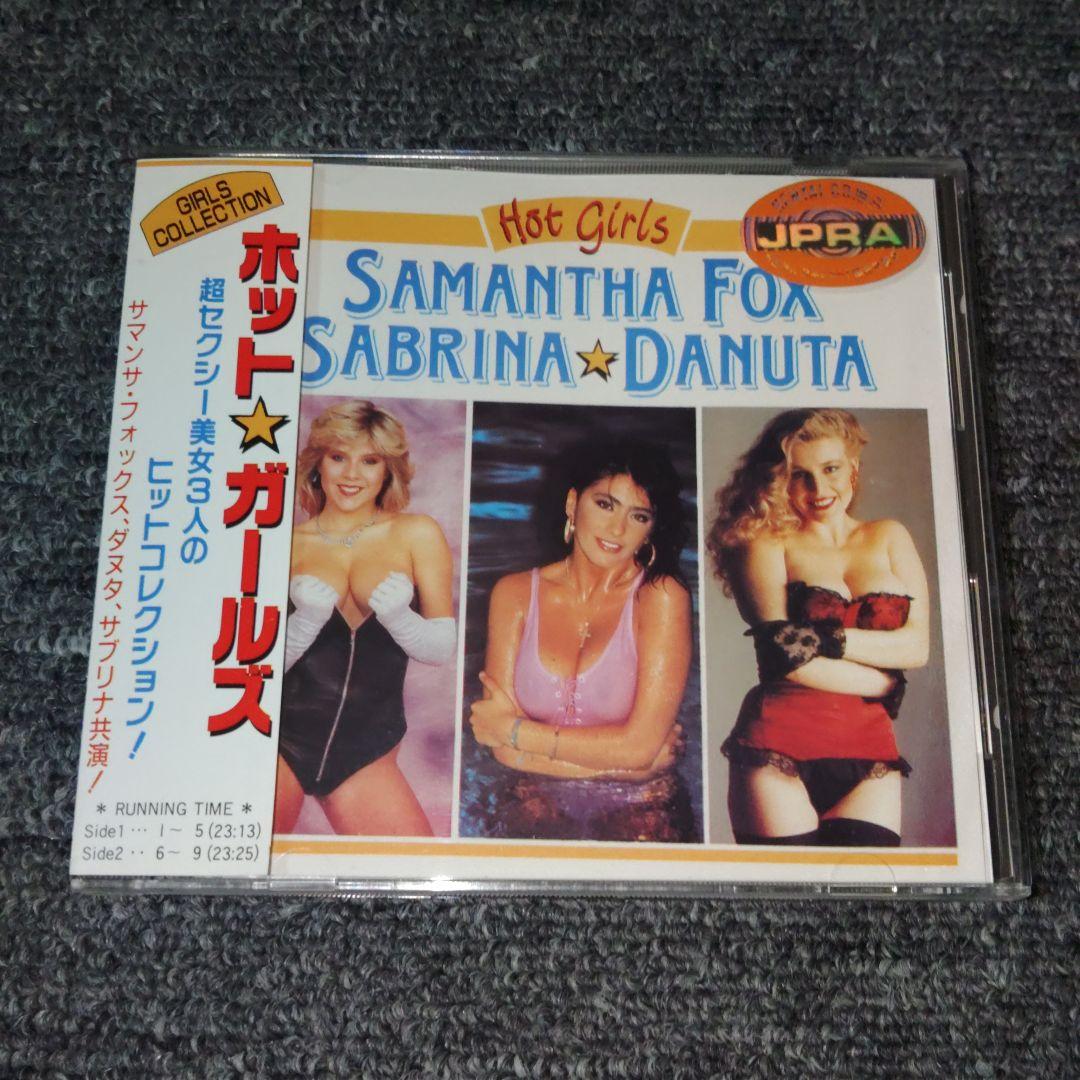 GIRLS
COLLECTION
ホット★ガールズ
超セクシー美女3人の
ヒットコレクション!
サマンサ・フォックス、ダヌタ、サブリナ共演!
* RUNNING TIME *
Side1 … 1～ 5 (23:13)
Side2 ‥ 6～ 9 (23:25)
Hot Girls
SAMANTHA FOX
SABRINA★DANUTA
JPRA